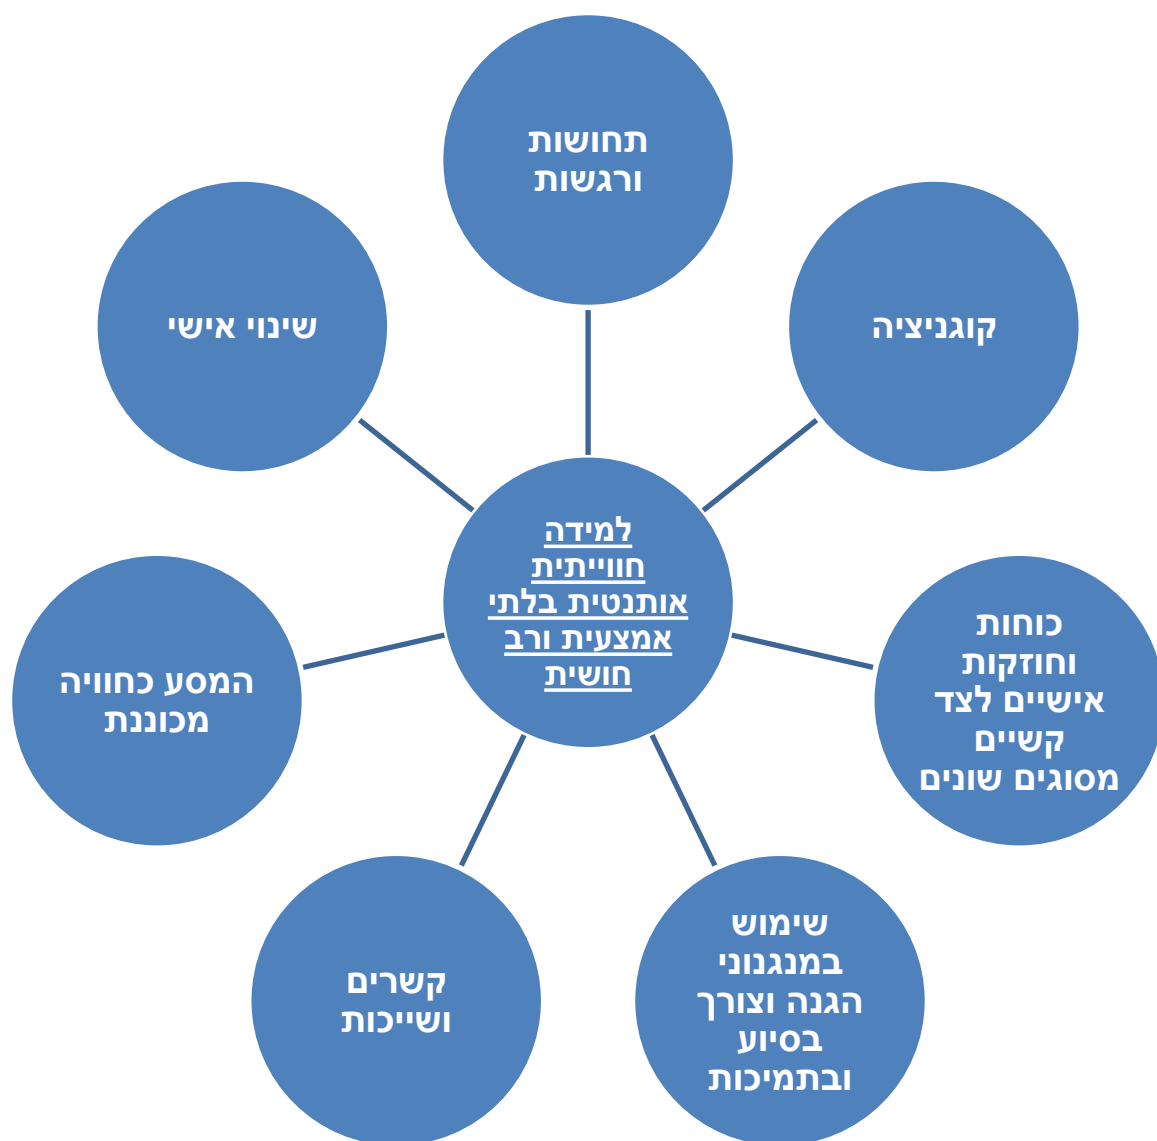 תחושות
ורגשות
קוגניציה
כוחות
וחוזקות
אישיים לצד
קשיים
מסוגים שונים
שימוש
במנגנוני
הגנה וצורך
בסיוע
ובתמיכות
קשרים
ושייכות
המסע כחוויה
מכוננת
שינוי אישי
למידה
חווייתית
אותנטית בלתי
אמצעית ורב
חושית